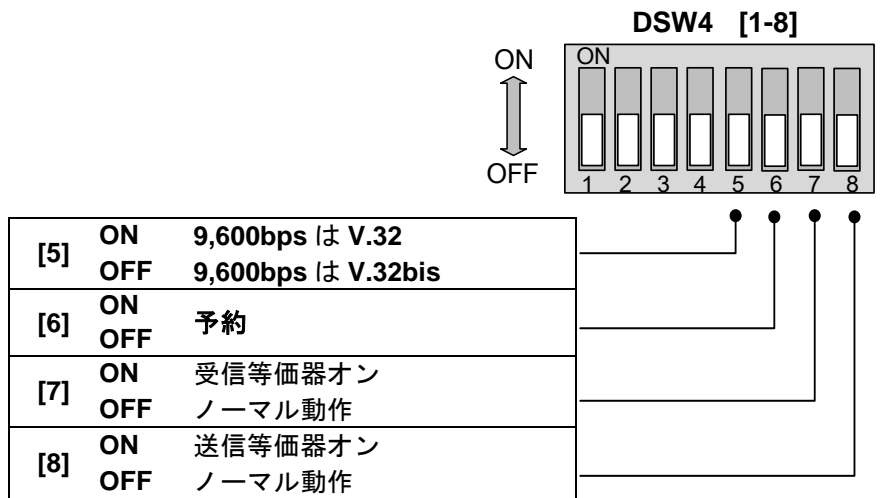 DSW4 [1-8]
ON
ON
OFF
1 2 3 4 5 6 7 8
[5] ON 9,600bps は V.32
OFF 9,600bps は V.32bis
[6] ON 予約
OFF
[7] ON 受信等価器オン
OFF ノーマル動作
[8] ON 送信等価器オン
OFF ノーマル動作